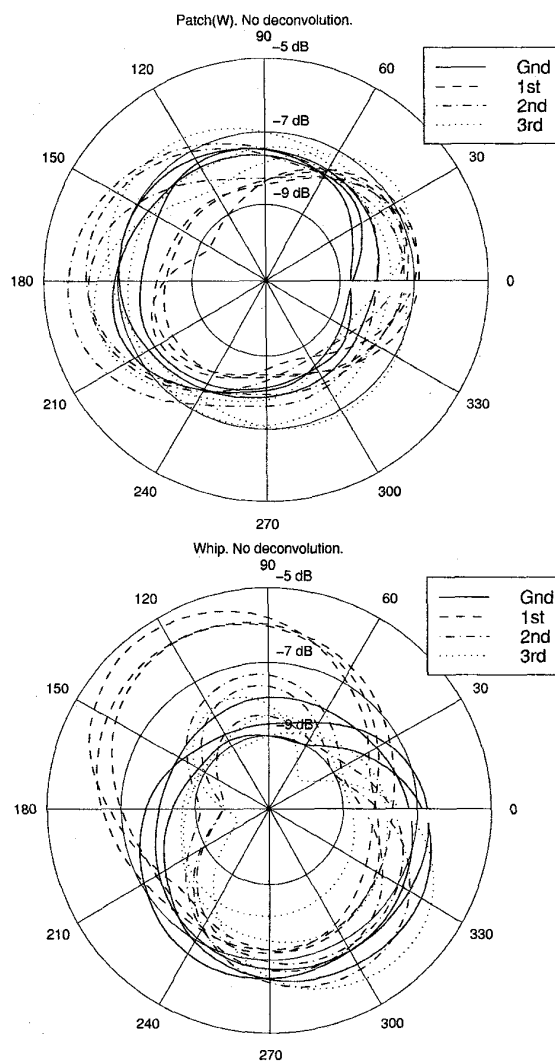 Patch(W). No deconvolution.
90
−5 dB
120
60
Gnd
1st
2nd
3rd
−7 dB
150
30
−9 dB
180
0
210
330
240
300
270
Whip. No deconvolution.
90
−5 dB
120
60
Gnd
1st
2nd
3rd
−7 dB
150
30
−9 dB
180
0
210
330
240
300
270